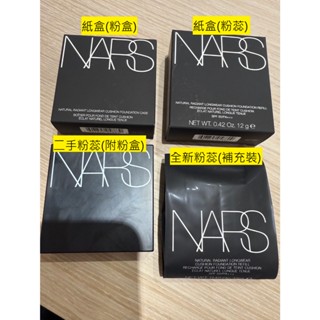 紙盒(粉盒)
紙盒(粉蕊)
NARS
NATURAL RADIANT LONGWEAR CUSHION FOUNDATION CASE
NARS
NATURAL RADIANT LONGWEAR CUSHION FOUNDATION REFILL
NET WT. 0.42 Oz. 12 g
二手粉蕊(附粉盒)
全新粉蕊(補充裝)
NARS
NARS
NATURAL RADIANT LONGWEAR
CUSHION FOUNDATION REFILL